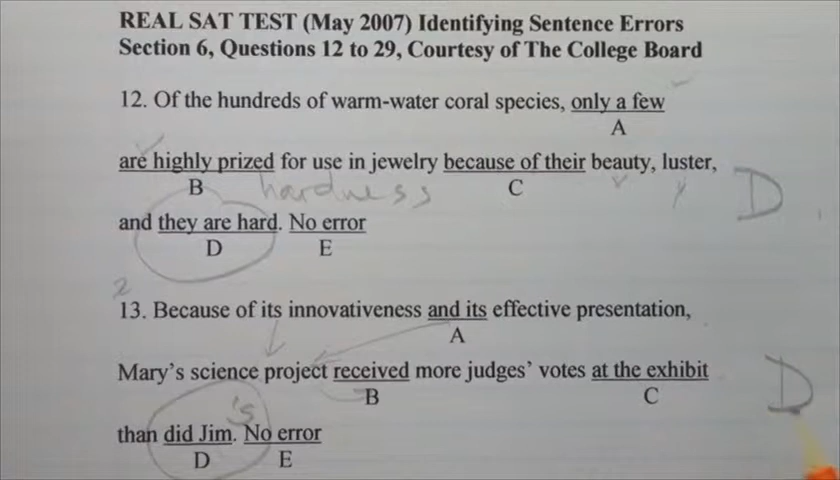 REAL SAT TEST (May 2007) Identifying Sentence Errors
Section 6, Questions 12 to 29, Courtesy of The College Board
12. Of the hundreds of warm-water coral species, only a few
A
are highly prized for use in jewelry because of their beauty, luster,
B hardness C D
and they are hard. No error
D E
2
13. Because of its innovativeness and its effective presentation,
A
Mary's science project received more judges' votes at the exhibit
B C D
's
than did Jim. No error
D E